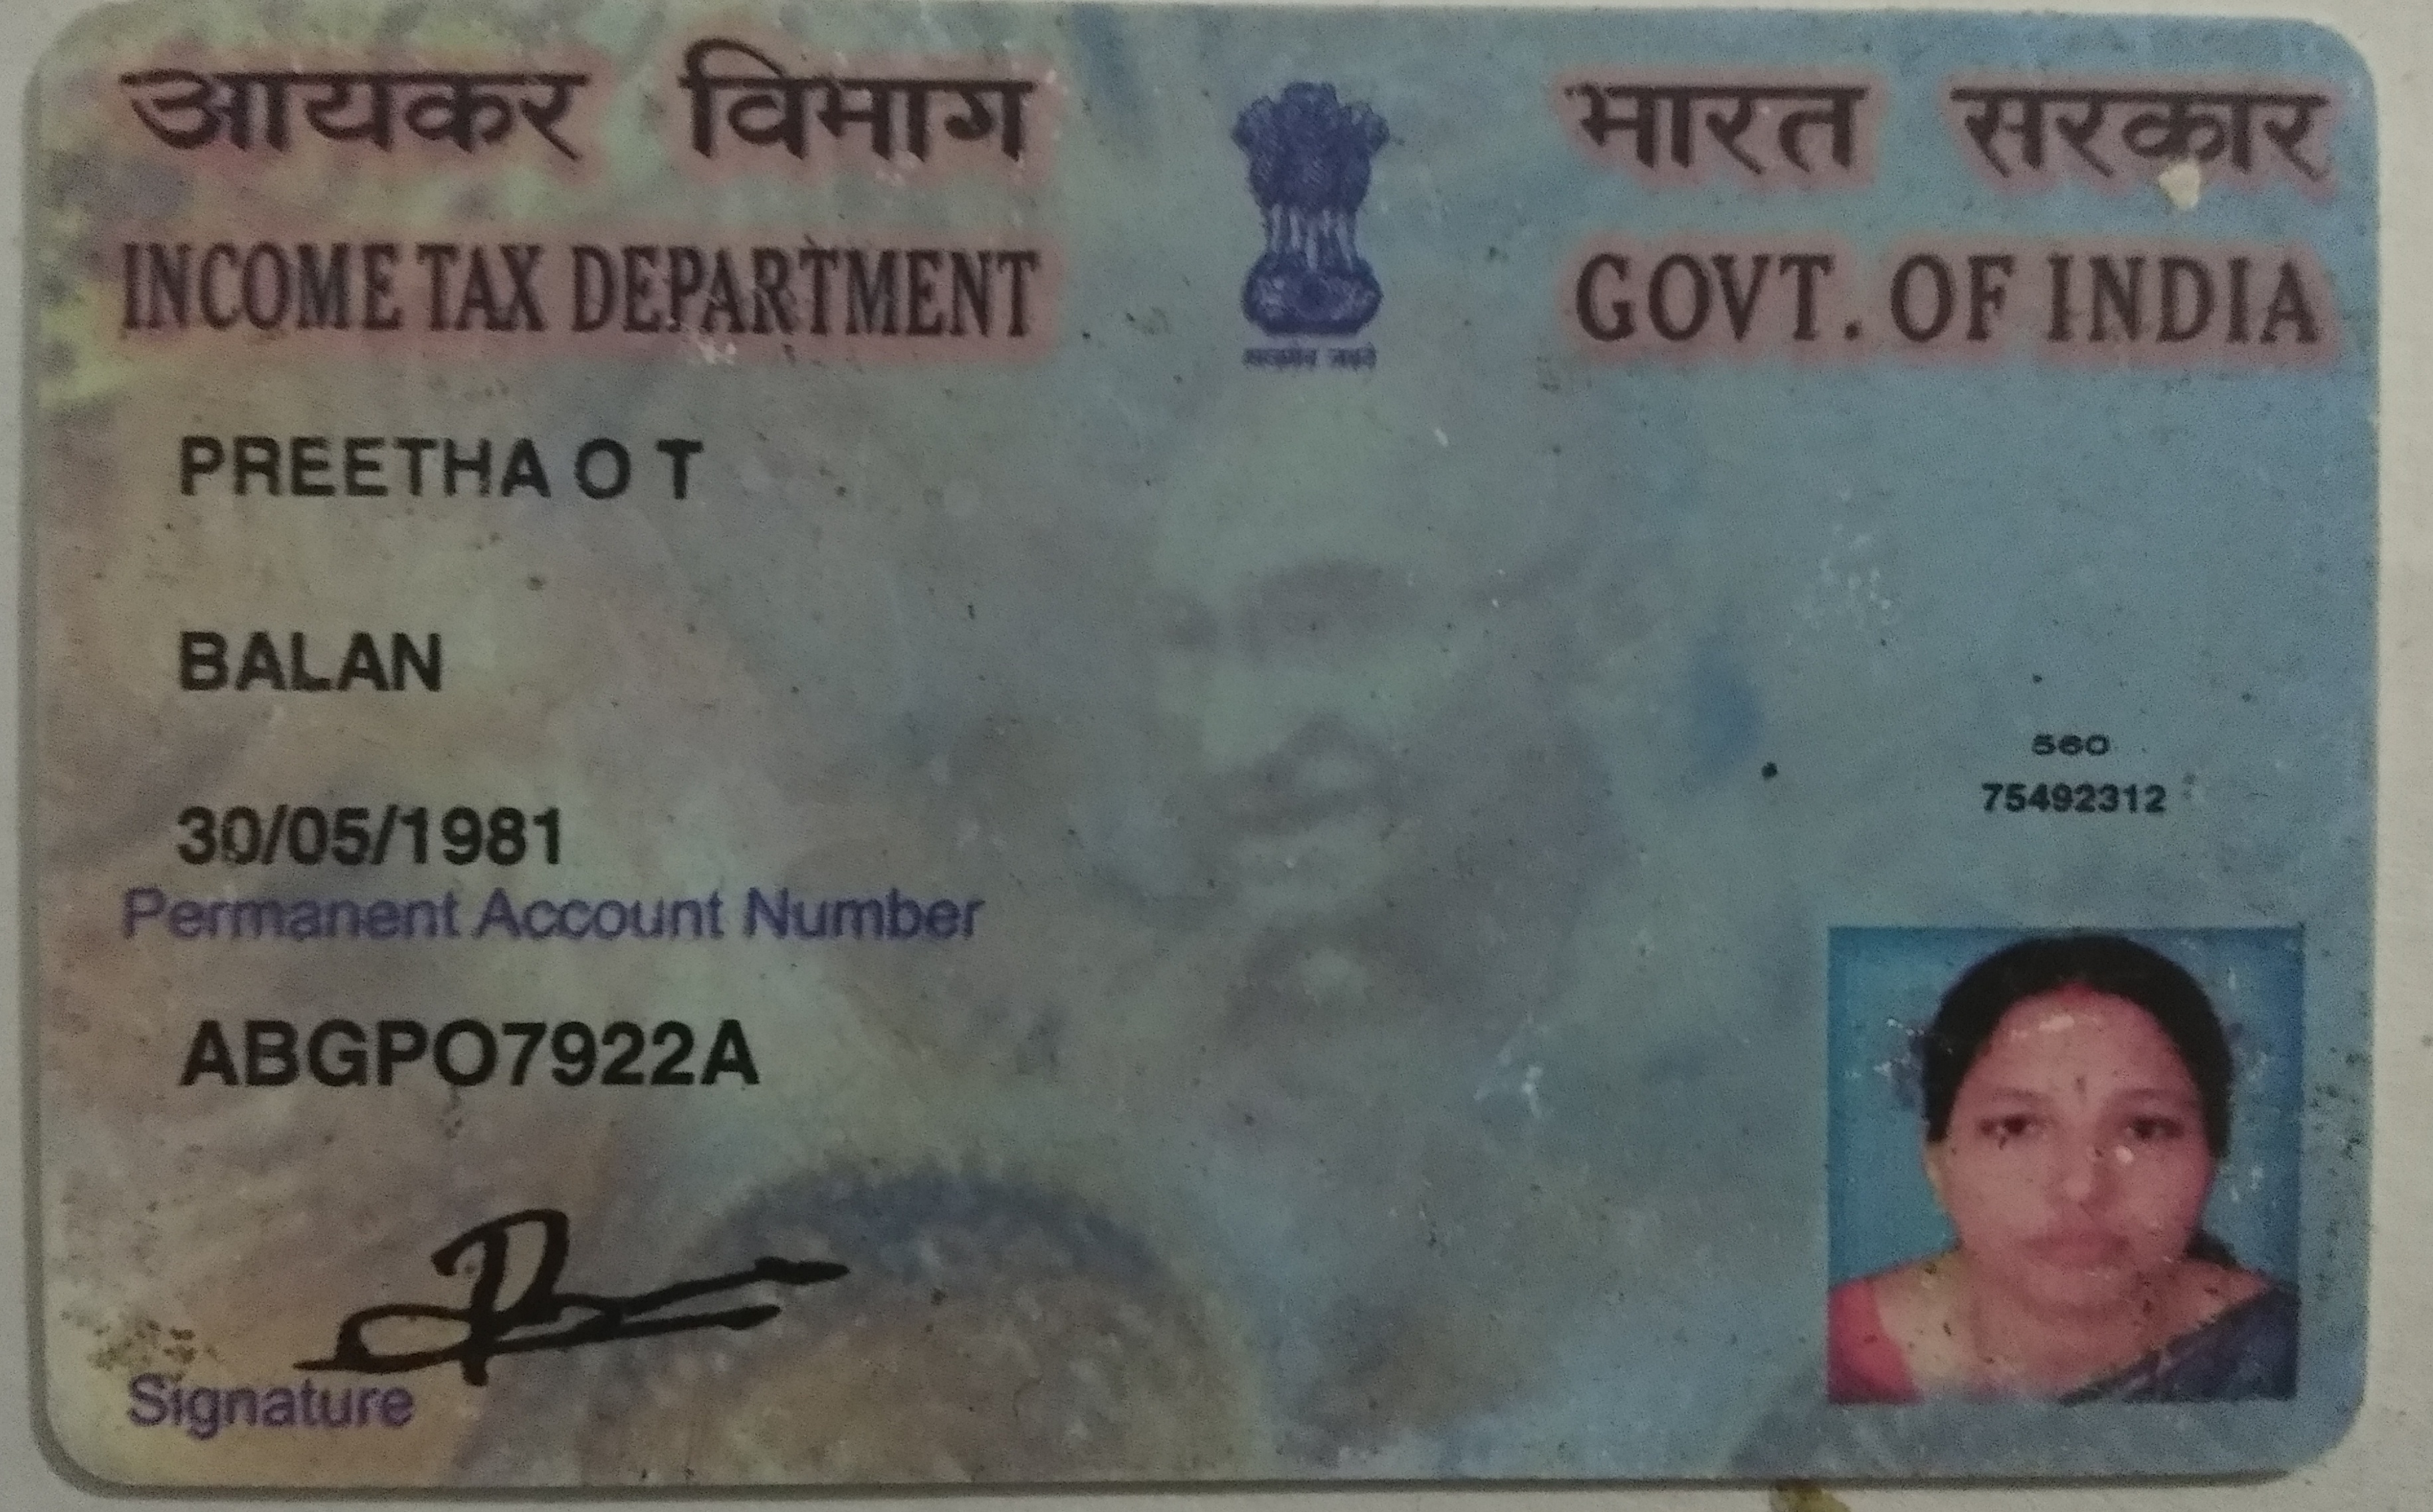 आयकर विभाग
INCOME TAX DEPARTMENT
भारत सरकार
GOVT. OF INDIA
सत्यमेव जयते
PREETHA O T
BALAN
30/05/1981
Permanent Account Number
ABGPO7922A
Signature
560
75492312